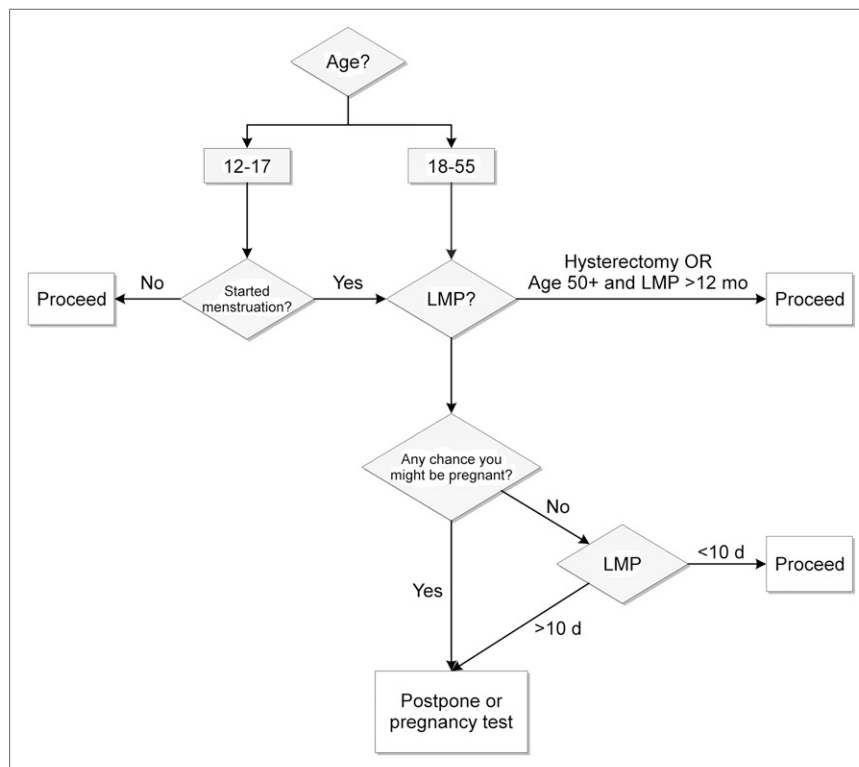 Age?
12-17
18-55
Proceed
No
Started
menstruation?
Yes
LMP?
Hysterectomy OR
Age 50+ and LMP >12 mo
Proceed
Any chance you
might be pregnant?
No
LMP
<10 d
Proceed
Yes
>10 d
Postpone or
pregnancy test